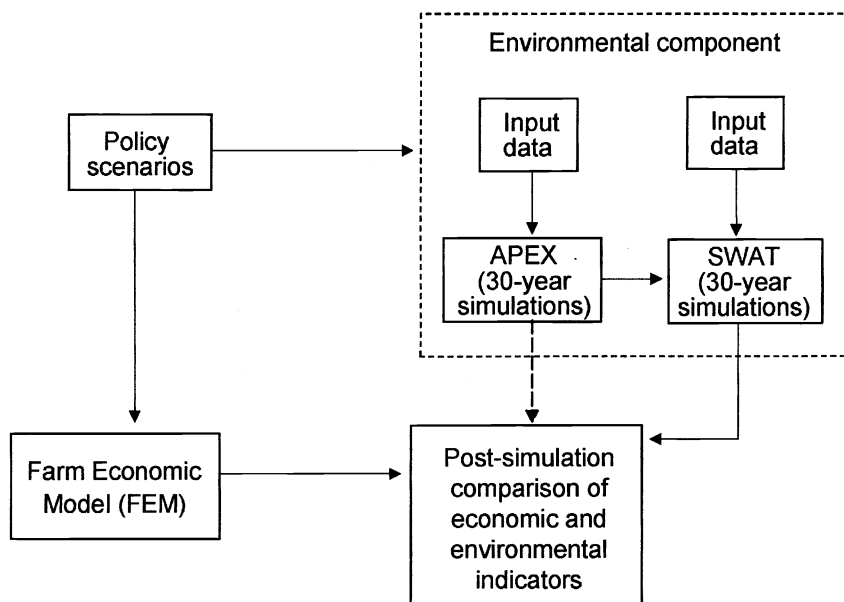 Environmental component
Policy
scenarios
Input
data
Input
data
APEX
(30-year
simulations)
SWAT
(30-year
simulations)
Farm Economic
Model (FEM)
Post-simulation
comparison of
economic and
environmental
indicators